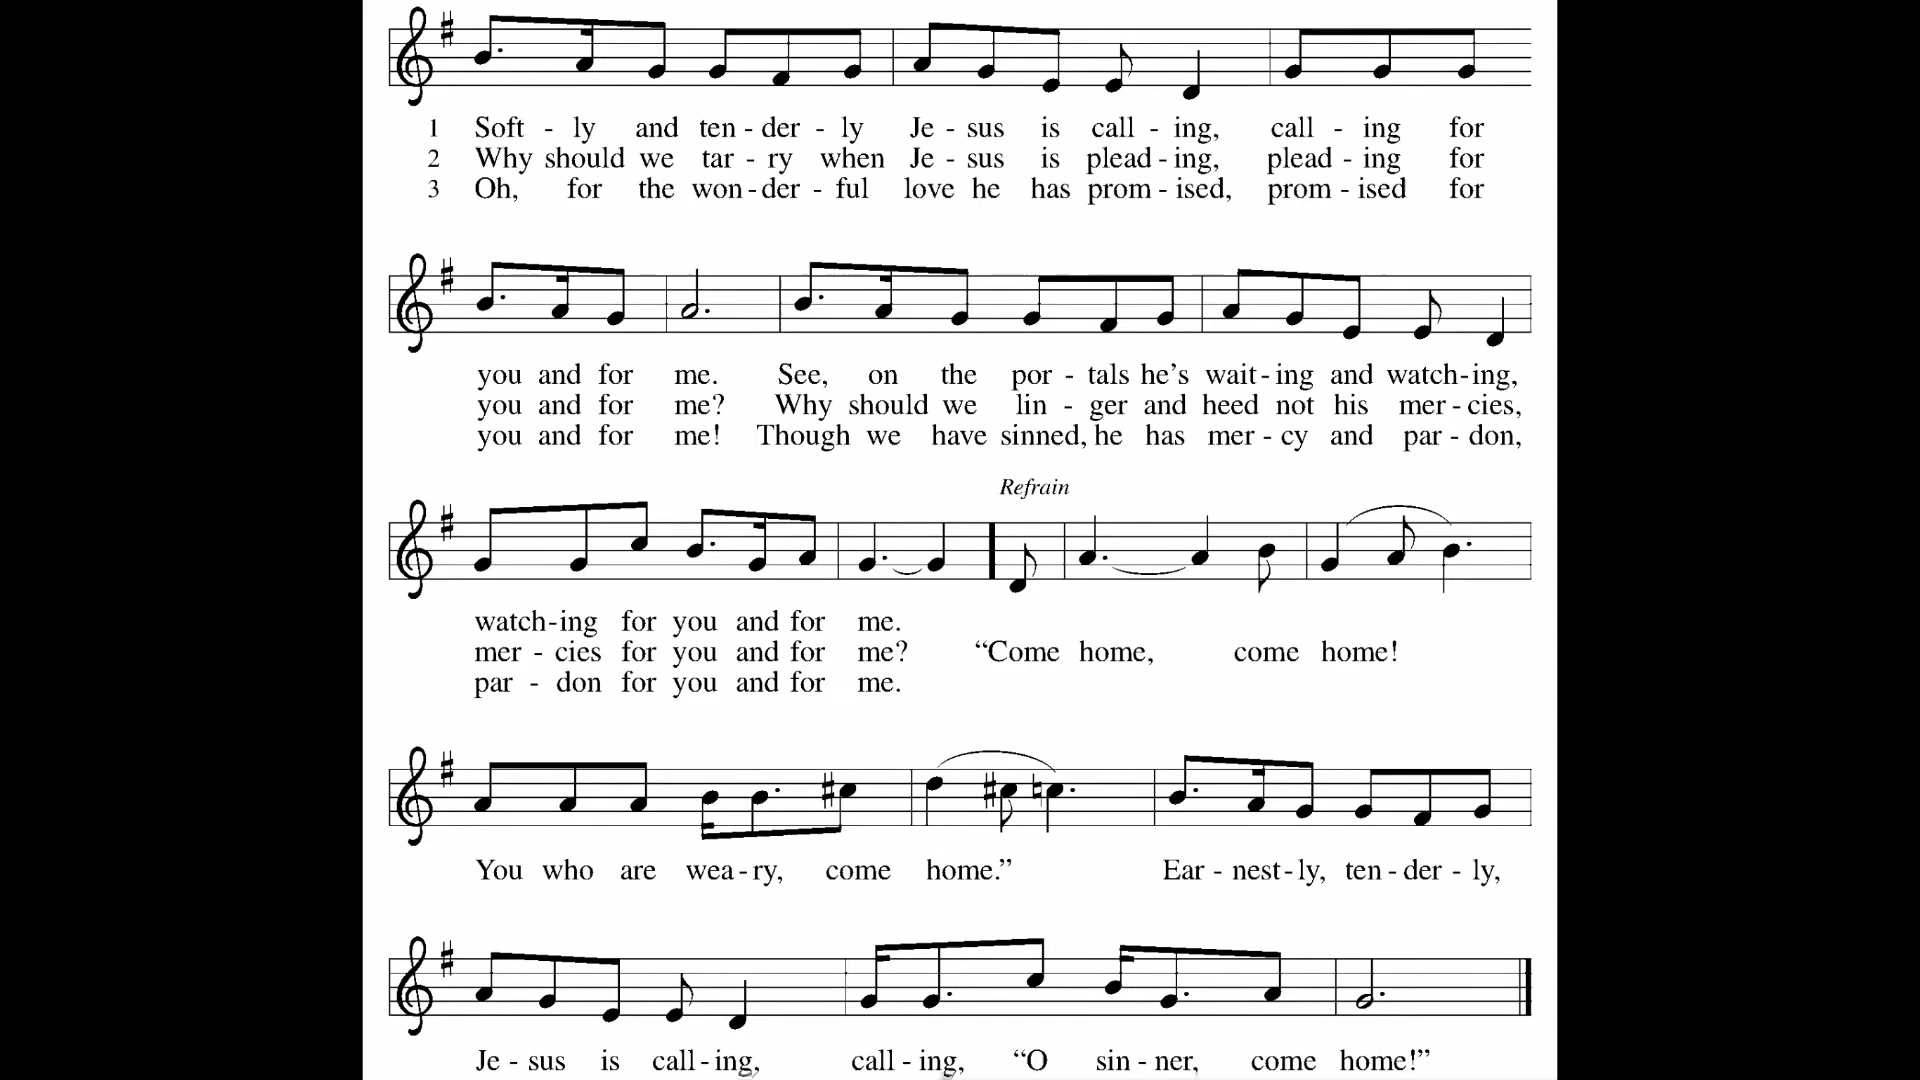 1 Soft - ly and ten - der - ly Je - sus is call - ing, call - ing for
2 Why should we tar - ry when Je - sus is plead - ing, plead - ing for
3 Oh, for the won - der - ful love he has prom - ised, prom - ised for
you and for me. See, on the por - tals he's wait - ing and watch - ing,
you and for me? Why should we lin - ger and heed not his mer - cies,
you and for me! Though we have sinned, he has mer - cy and par - don,
Refrain
watch - ing for you and for me.
mer - cies for you and for me? “Come home, come home!
par - don for you and for me.
You who are wea - ry, come home.” Ear - nest - ly, ten - der - ly,
Je - sus is call - ing, call - ing, “O sin - ner, come home!”